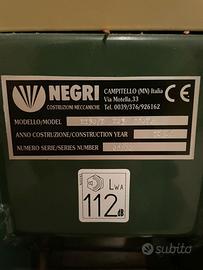 NEGRI
COSTRUZIONI MECCANICHE
CAMPITELLO (MN) Italia
Via Motella,33
Tel. 0039/376/926162
CE
MODELLO/MODEL
ANNO COSTRUZIONE/CONSTRUCTION YEAR
NUMERO SERIE/SERIES NUMBER
LWA
112dB
subito